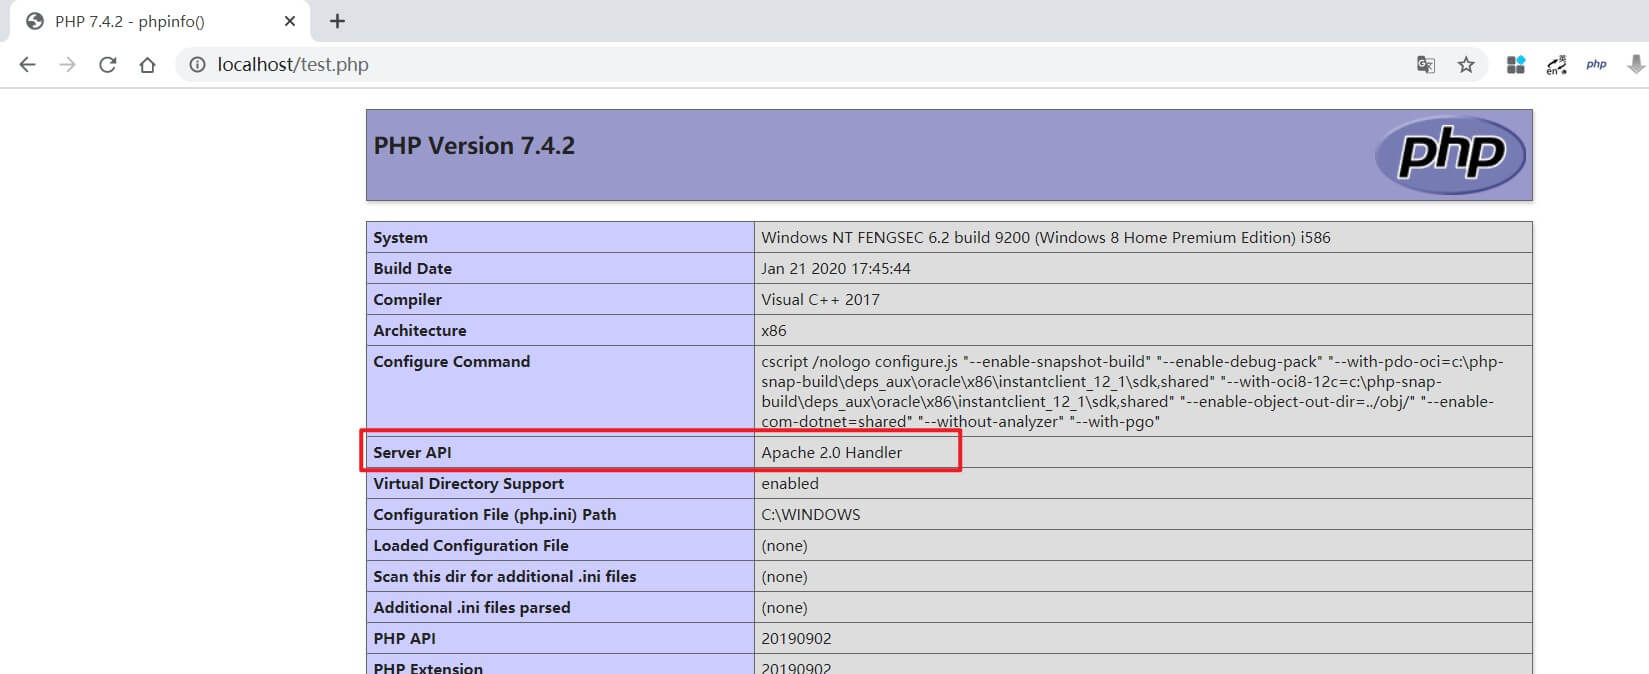 PHP 7.4.2 - phpinfo()
localhost/test.php
en 英
php
PHP Version 7.4.2
php
System Windows NT FENGSEC 6.2 build 9200 (Windows 8 Home Premium Edition) i586
Build Date Jan 21 2020 17:45:44
Compiler Visual C++ 2017
Architecture x86
Configure Command cscript /nologo configure.js "--enable-snapshot-build" "--enable-debug-pack" "--with-pdo-oci=c:\php-
snap-build\deps_aux\oracle\x86\instantclient_12_1\sdk,shared" "--with-oci8-12c=c:\php-snap-
build\deps_aux\oracle\x86\instantclient_12_1\sdk,shared" "--enable-object-out-dir=../obj/" "--enable-
com-dotnet=shared" "--without-analyzer" "--with-pgo"
Server API Apache 2.0 Handler
Virtual Directory Support enabled
Configuration File (php.ini) Path C:\WINDOWS
Loaded Configuration File (none)
Scan this dir for additional .ini files (none)
Additional .ini files parsed (none)
PHP API 20190902
PHP Extension 20190902